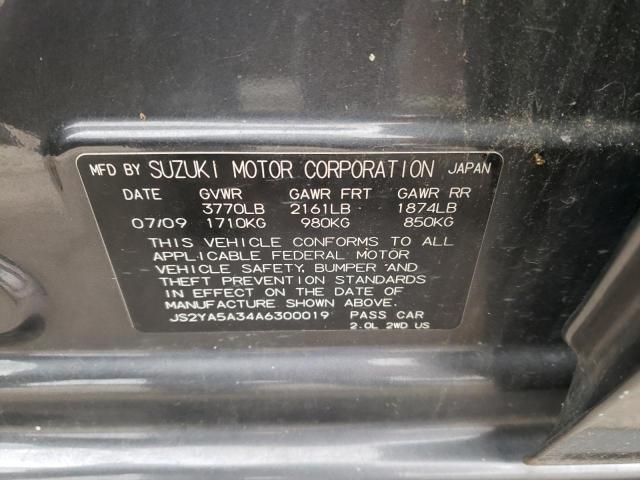 MFD BY SUZUKI MOTOR CORPORATION JAPAN
DATE GVWR GAWR FRT GAWR RR
3770LB 2161LB 1874LB
07/09 1710KG 980KG 850KG
THIS VEHICLE CONFORMS TO ALL
APPLICABLE FEDERAL MOTOR
VEHICLE SAFETY, BUMPER AND
THEFT PREVENTION STANDARDS
IN EFFECT ON THE DATE OF
MANUFACTURE SHOWN ABOVE.
JS2YA5A34A6300019 PASS CAR
2.0L 2WD US